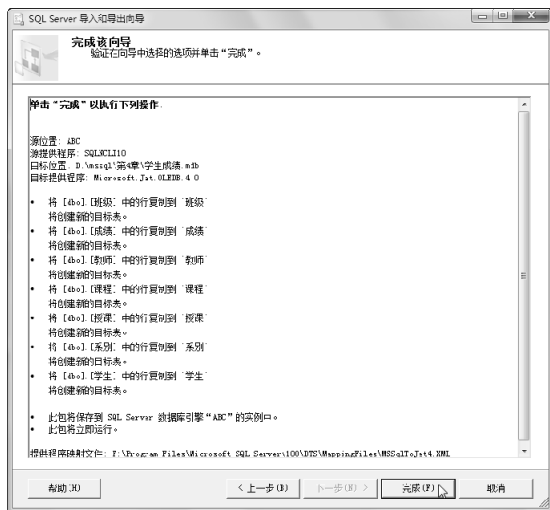 SQL Server 导入和导出向导
完成该向导
验证在向导中选择的选项并单击“完成”。
单击“完成”以执行下列操作.
源位置: ABC
源提供程序: SQLNCLI10
目标位置: D:\mssql\第4章\学生成绩.mdb
目标提供程序: Microsoft.Jet.OLEDB.4.0
• 将 [dbo].[班级] 中的行复制到 `班级`
将创建新的目标表。
• 将 [dbo].[成绩] 中的行复制到 `成绩`
将创建新的目标表。
• 将 [dbo].[教师] 中的行复制到 `教师`
将创建新的目标表。
• 将 [dbo].[课程] 中的行复制到 `课程`
将创建新的目标表。
• 将 [dbo].[授课] 中的行复制到 `授课`
将创建新的目标表。
• 将 [dbo].[系别] 中的行复制到 `系别`
将创建新的目标表。
• 将 [dbo].[学生] 中的行复制到 `学生`
将创建新的目标表。
• 此包将保存到 SQL Server 数据库引擎“ABC”的实例中。
• 此包将立即运行。
提供程序映射文件: F:\Program Files\Microsoft SQL Server\100\DTS\MappingFiles\MSSqlToJet4.XML
帮助(H) < 上一步(B) 下一步(N) > 完成(F) 取消